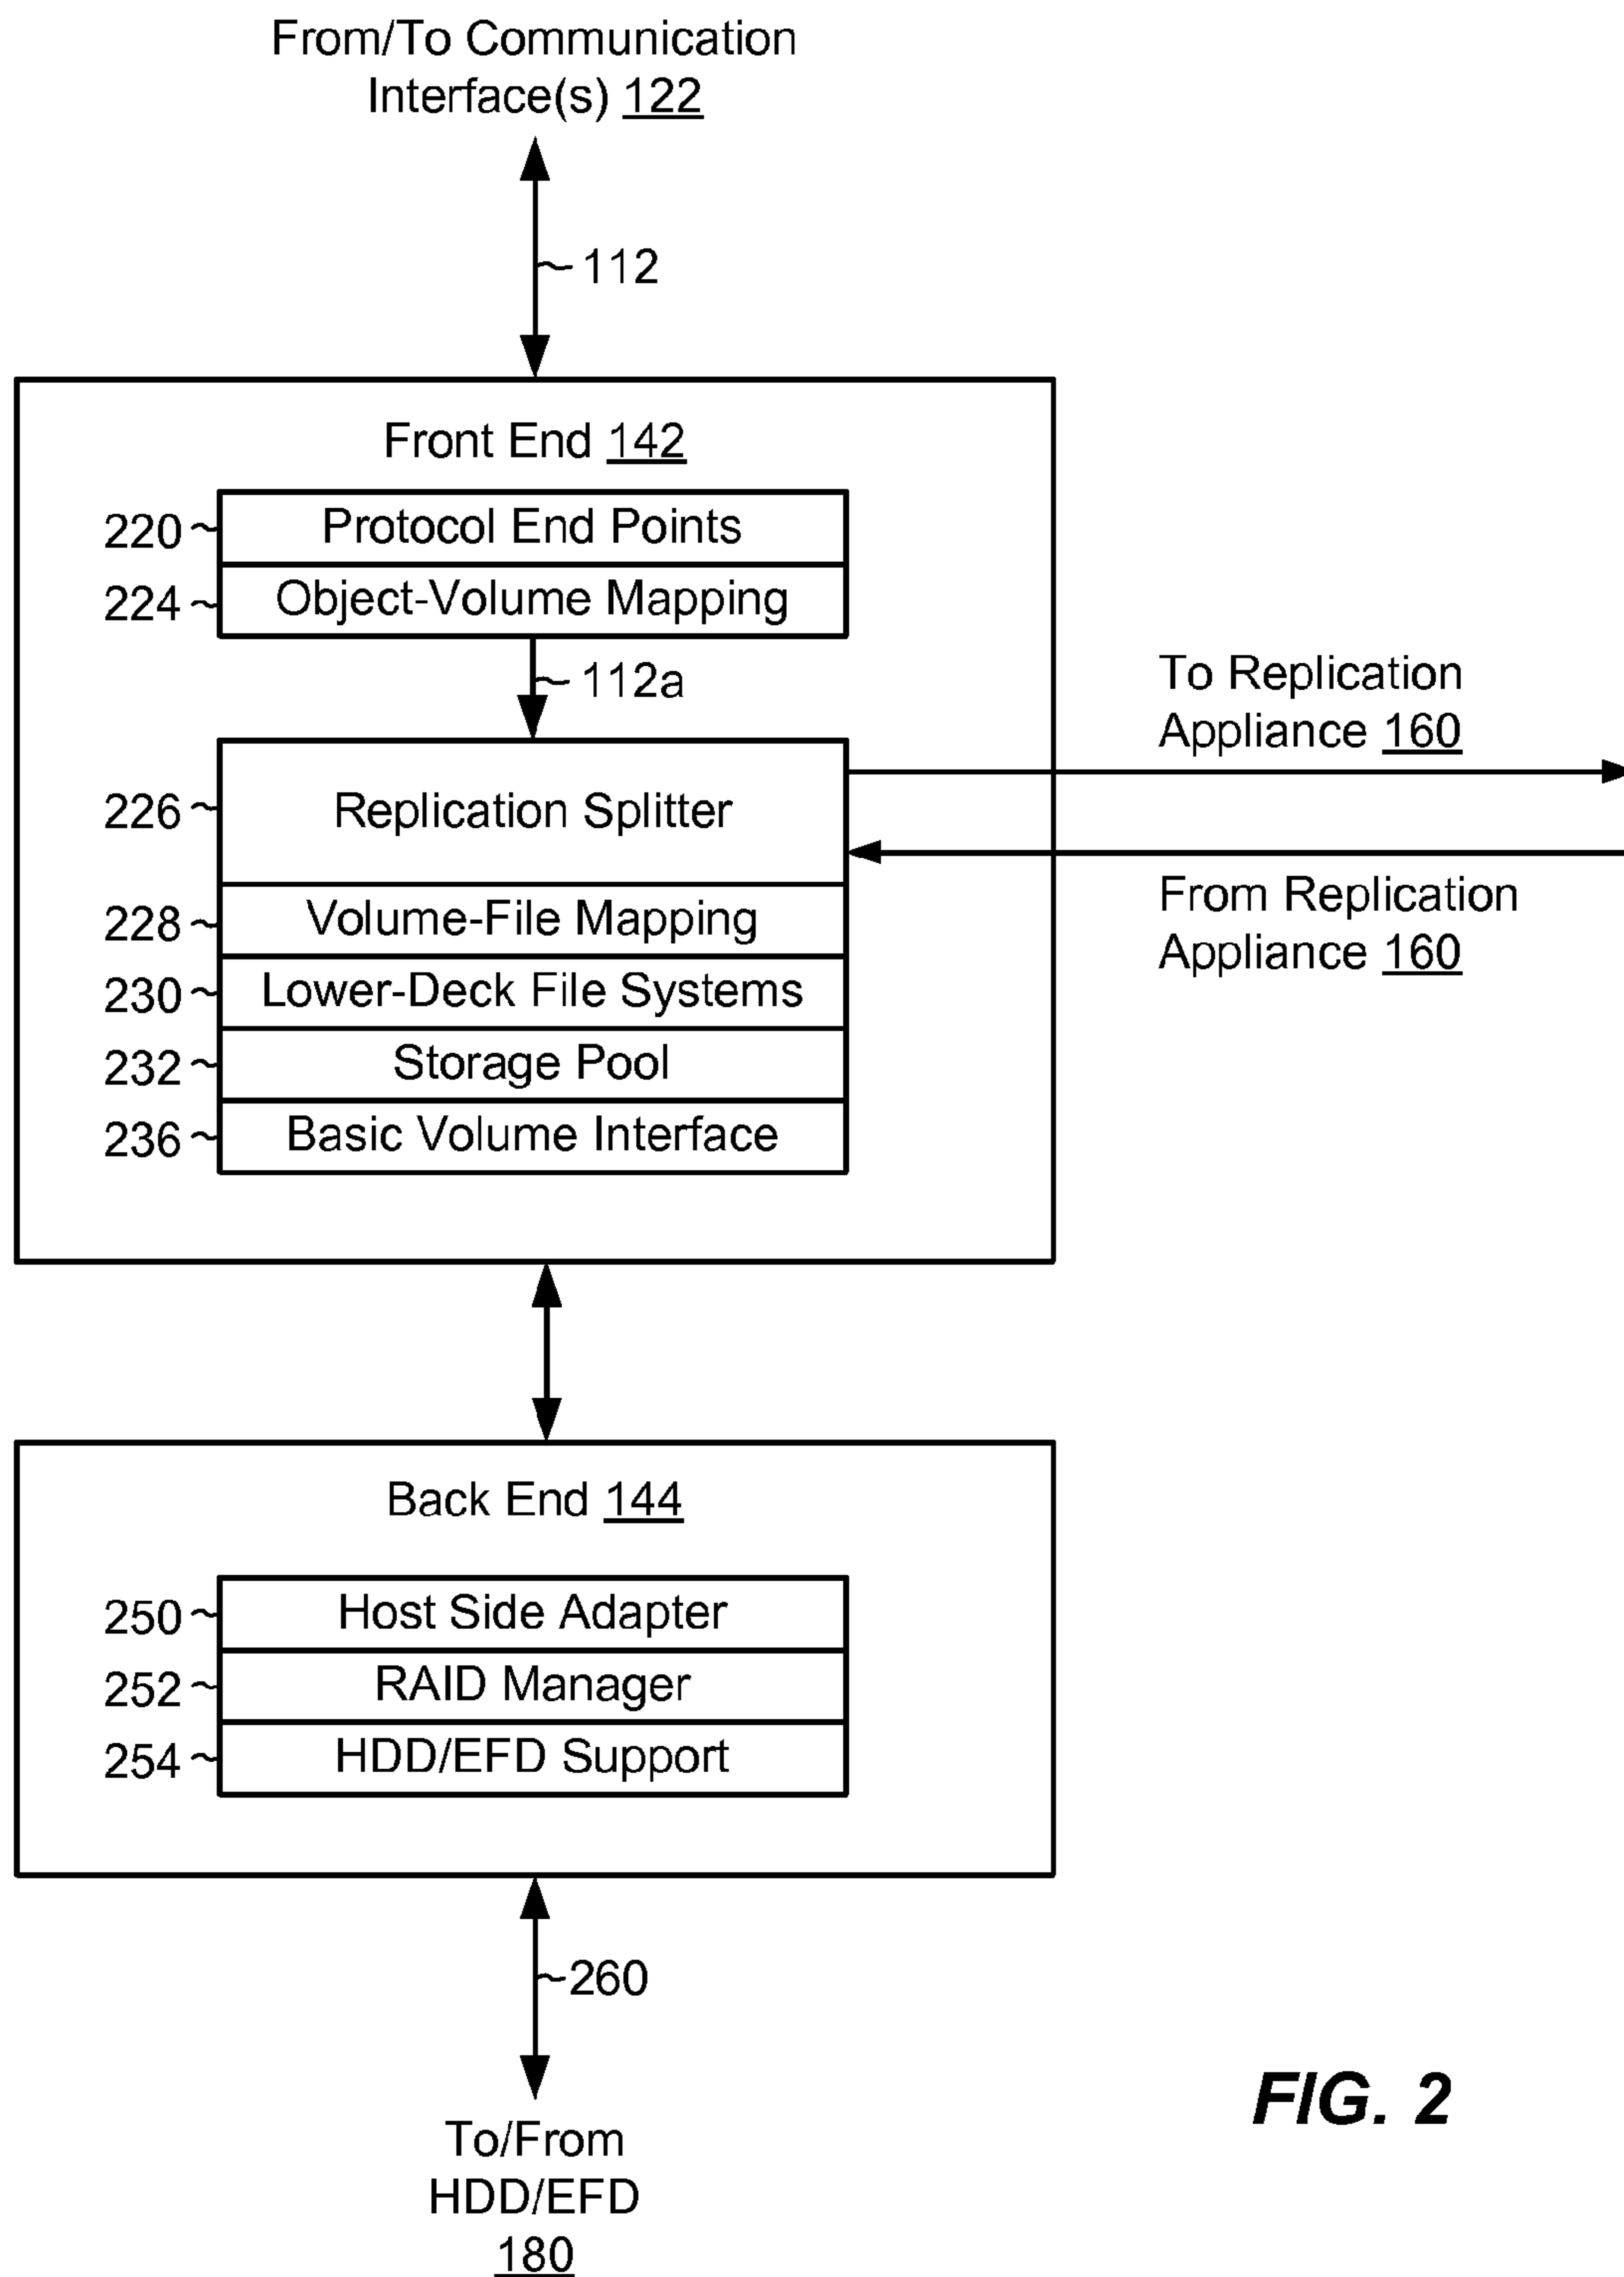 From/To Communication
Interface(s) 122
112
Front End 142
220 Protocol End Points
224 Object-Volume Mapping
112a
To Replication
Appliance 160
226 Replication Splitter
From Replication
Appliance 160
228 Volume-File Mapping
230 Lower-Deck File Systems
232 Storage Pool
236 Basic Volume Interface
Back End 144
250 Host Side Adapter
252 RAID Manager
254 HDD/EFD Support
260
To/From
HDD/EFD
180
FIG. 2